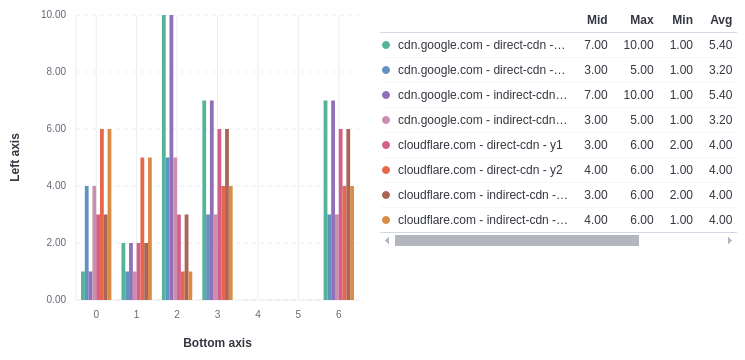 10.00
8.00
6.00
4.00
2.00
0.00
Left axis
0 1 2 3 4 5 6
Bottom axis
Mid Max Min Avg
cdn.google.com - direct-cdn -… 7.00 10.00 1.00 5.40
cdn.google.com - direct-cdn -… 3.00 5.00 1.00 3.20
cdn.google.com - indirect-cdn… 7.00 10.00 1.00 5.40
cdn.google.com - indirect-cdn… 3.00 5.00 1.00 3.20
cloudflare.com - direct-cdn - y1 3.00 6.00 2.00 4.00
cloudflare.com - direct-cdn - y2 4.00 6.00 1.00 4.00
cloudflare.com - indirect-cdn -… 3.00 6.00 2.00 4.00
cloudflare.com - indirect-cdn -… 4.00 6.00 1.00 4.00